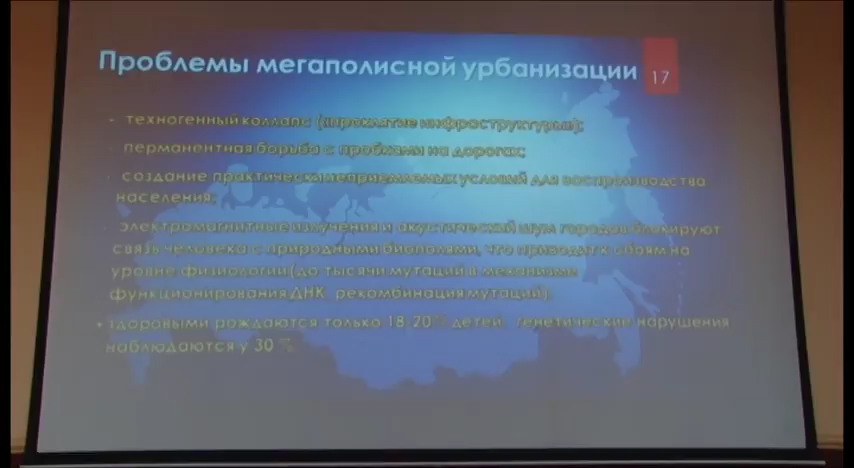 Проблемы мегаполисной урбанизации
17
- техногенный коллапс («проклятие инфраструктуры»);
- перманентная борьба с пробками на дорогах;
- создание практически неприемлемых условий для воспроизводства
населения;
- электромагнитные излучения и акустический шум городов блокируют
связь человека с природными биополями, что приводит к сбоям на
уровне физиологии (до тысячи мутаций в механизме
функционирования ДНК, рекомбинация мутаций);
• здоровыми рождаются только 18-20% детей, генетические нарушения
наблюдаются у 30 %